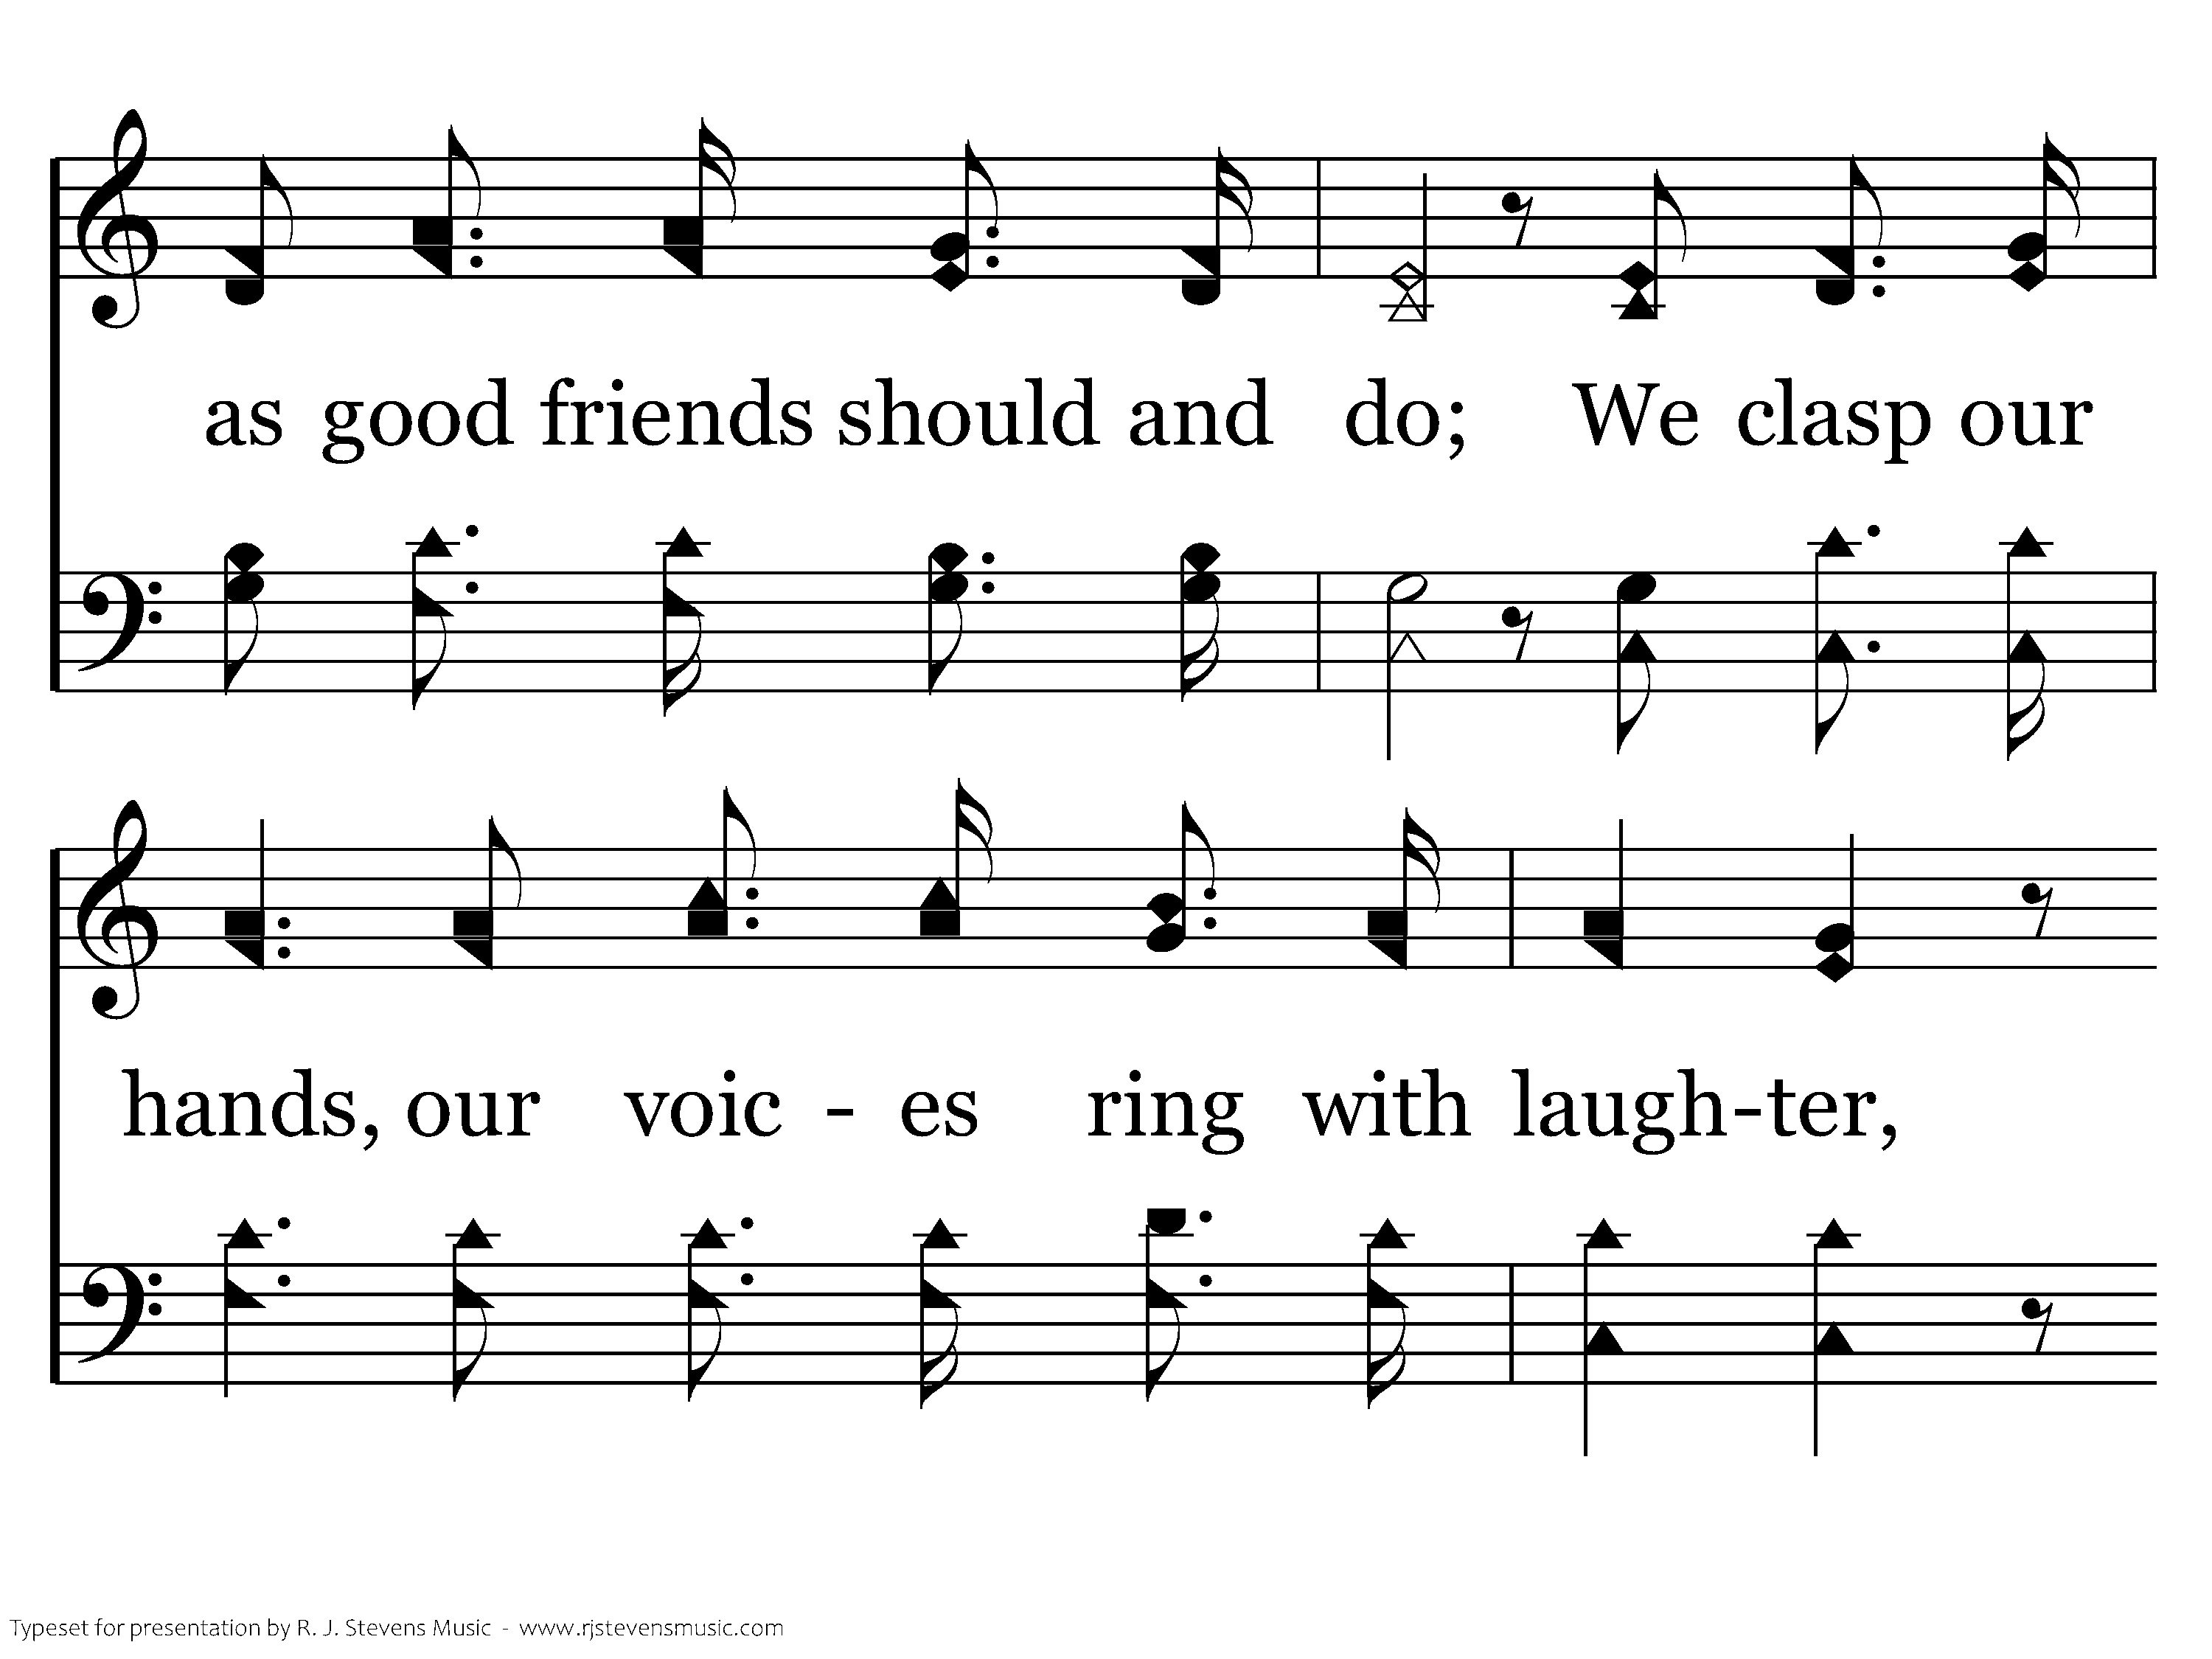 as good friends should and do; We clasp our
hands, our voic - es ring with laugh-ter,
Typeset for presentation by R. J. Stevens Music - www.rjstevensmusic.com